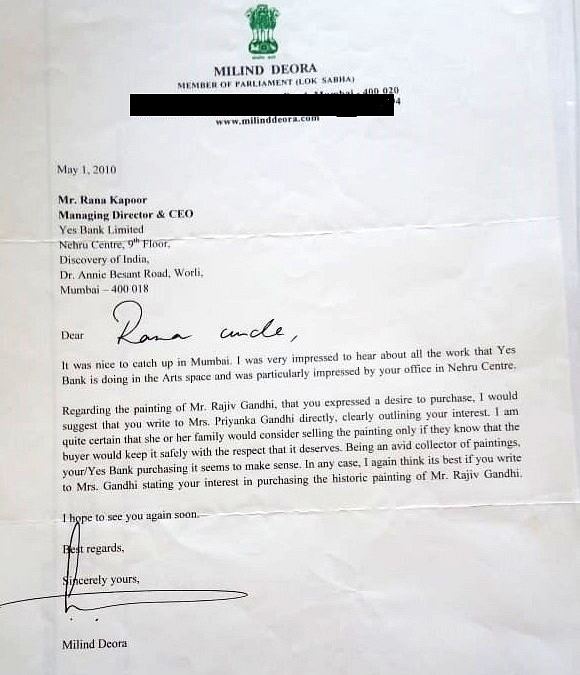 MILIND DEORA
MEMBER OF PARLIAMENT (LOK SABHA)
Mumbai - 400 020
www.milinddeora.com
May 1, 2010
Mr. Rana Kapoor
Managing Director & CEO
Yes Bank Limited
Nehru Centre, 9th Floor,
Discovery of India,
Dr. Annie Besant Road, Worli,
Mumbai – 400 018
Dear Rana uncle,
It was nice to catch up in Mumbai. I was very impressed to hear about all the work that Yes
Bank is doing in the Arts space and was particularly impressed by your office in Nehru Centre.
Regarding the painting of Mr. Rajiv Gandhi, that you expressed a desire to purchase, I would
suggest that you write to Mrs. Priyanka Gandhi directly, clearly outlining your interest. I am
quite certain that she or her family would consider selling the painting only if they know that the
buyer would keep it safely with the respect that it deserves. Being an avid collector of paintings,
your/Yes Bank purchasing it seems to make sense. In any case, I again think its best if you write
to Mrs. Gandhi stating your interest in purchasing the historic painting of Mr. Rajiv Gandhi.
I hope to see you again soon.
Best regards,
Sincerely yours,
Milind Deora